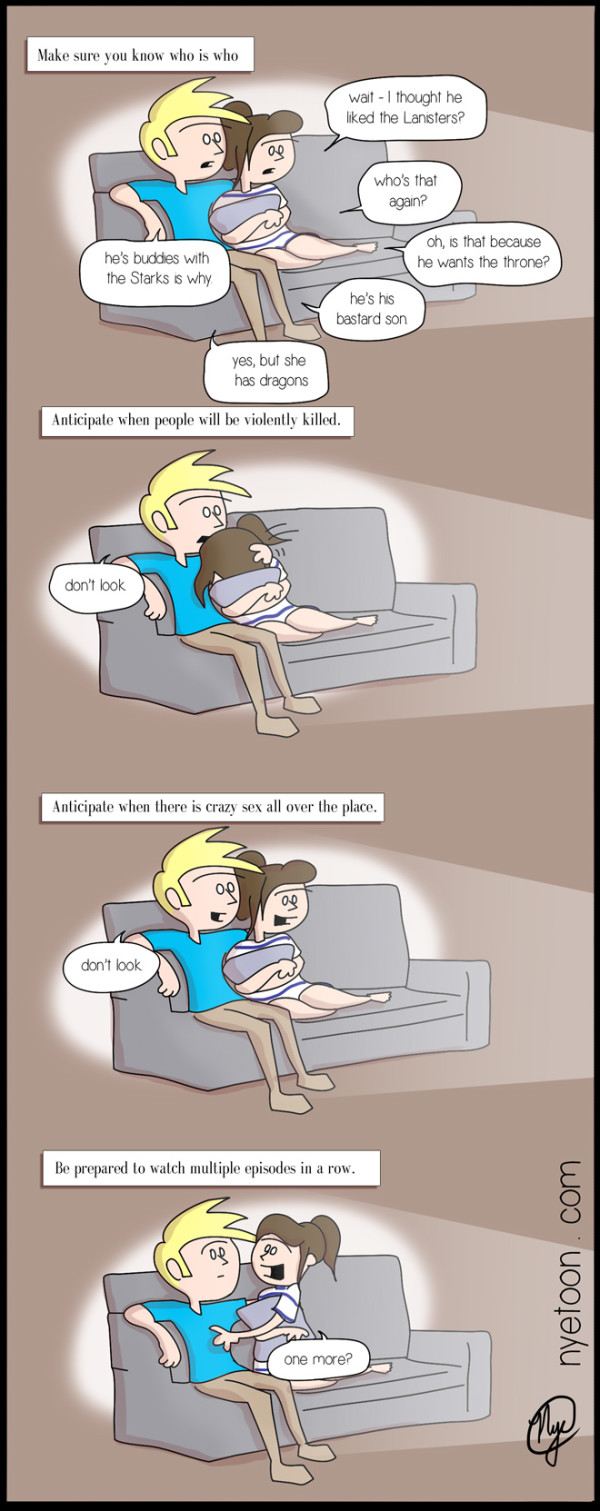 Make sure you know who is who
wait - I thought he
liked the Lanisters?
he's buddies with
the Starks is why.
who's that
again?
he's his
bastard son.
oh, is that because
he wants the throne?
yes, but she
has dragons
Anticipate when people will be violently killed.
don't look.
Anticipate when there is crazy sex all over the place.
don't look.
Be prepared to watch multiple episodes in a row.
one more?
nyetoon.com
Nye